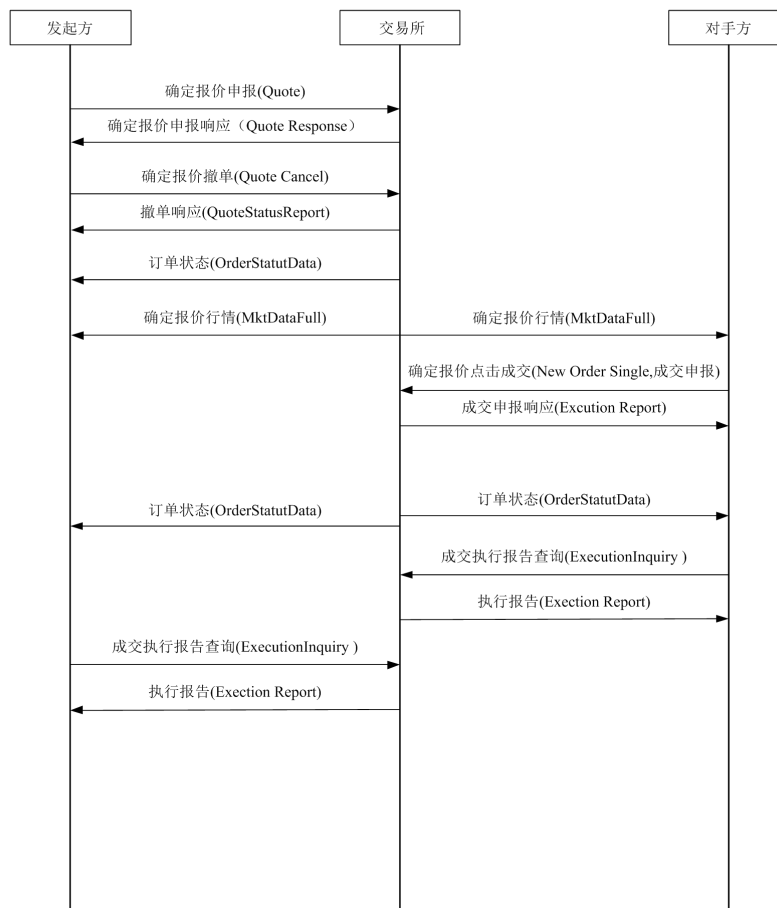 发起方
交易所
对手方
确定报价申报(Quote)
确定报价申报响应（Quote Response）
确定报价撤单(Quote Cancel)
撤单响应(QuoteStatusReport)
订单状态(OrderStatutData)
确定报价行情(MktDataFull)
确定报价行情(MktDataFull)
确定报价点击成交(New Order Single,成交申报)
成交申报响应(Excution Report)
订单状态(OrderStatutData)
订单状态(OrderStatutData)
成交执行报告查询(ExecutionInquiry )
执行报告(Exection Report)
成交执行报告查询(ExecutionInquiry )
执行报告(Exection Report)